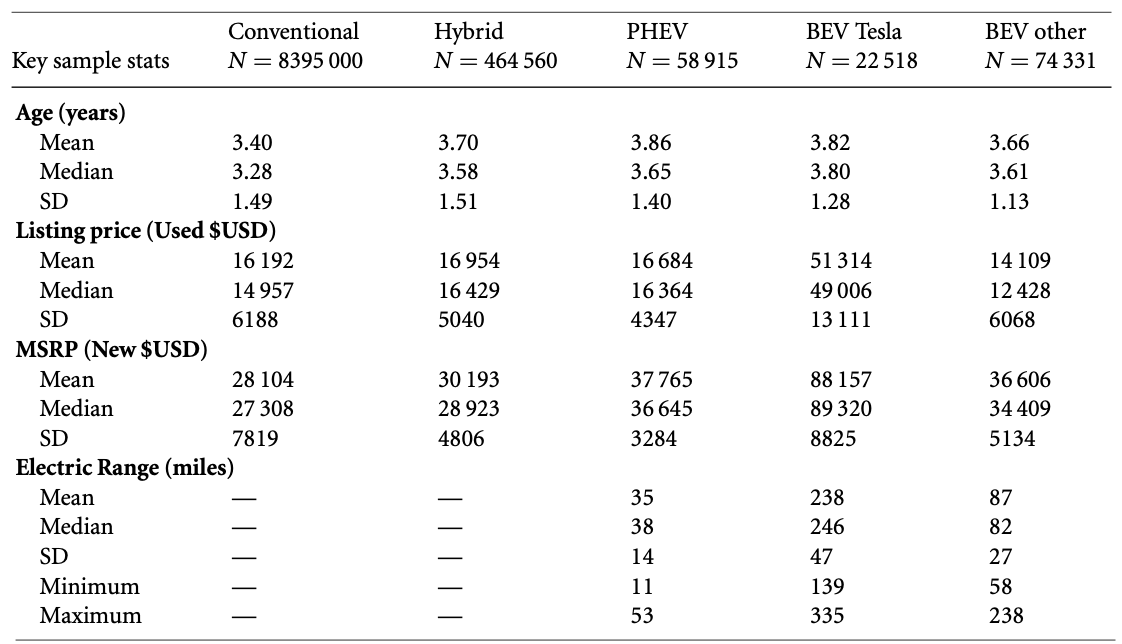 Key sample stats Conventional N = 8395 000 Hybrid N = 464 560 PHEV N = 58 915 BEV Tesla N = 22 518 BEV other N = 74 331
Age (years)
Mean 3.40 3.70 3.86 3.82 3.66
Median 3.28 3.58 3.65 3.80 3.61
SD 1.49 1.51 1.40 1.28 1.13
Listing price (Used $USD)
Mean 16 192 16 954 16 684 51 314 14 109
Median 14 957 16 429 16 364 49 006 12 428
SD 6188 5040 4347 13 111 6068
MSRP (New $USD)
Mean 28 104 30 193 37 765 88 157 36 606
Median 27 308 28 923 36 645 89 320 34 409
SD 7819 4806 3284 8825 5134
Electric Range (miles)
Mean — — 35 238 87
Median — — 38 246 82
SD — — 14 47 27
Minimum — — 11 139 58
Maximum — — 53 335 238